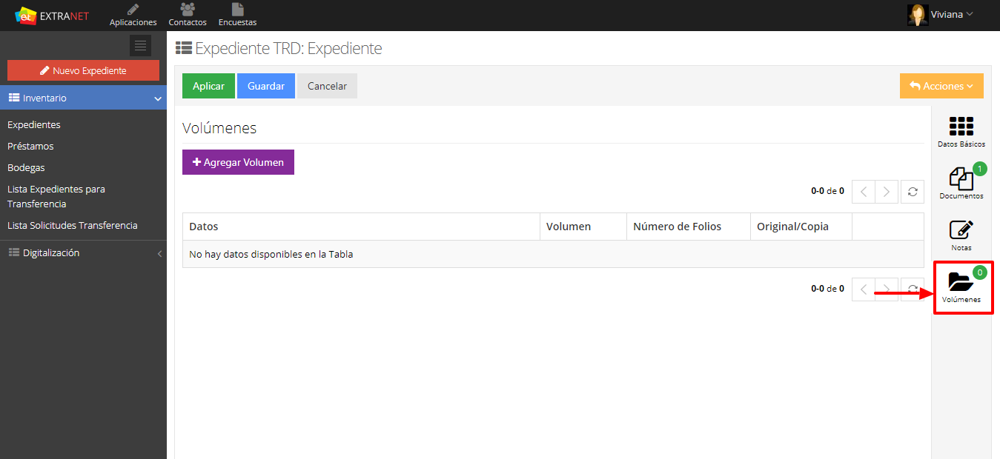 et EXTRANET
Aplicaciones
Contactos
Encuestas
Viviana
Nuevo Expediente
Inventario
Expedientes
Préstamos
Bodegas
Lista Expedientes para
Transferencia
Lista Solicitudes Transferencia
Digitalización
Expediente TRD: Expediente
Aplicar
Guardar
Cancelar
Acciones
Volúmenes
Agregar Volumen
0-0 de 0
Datos
Volumen
Número de Folios
Original/Copia
No hay datos disponibles en la Tabla
0-0 de 0
Datos Básicos
1
Documentos
Notas
0
Volúmenes